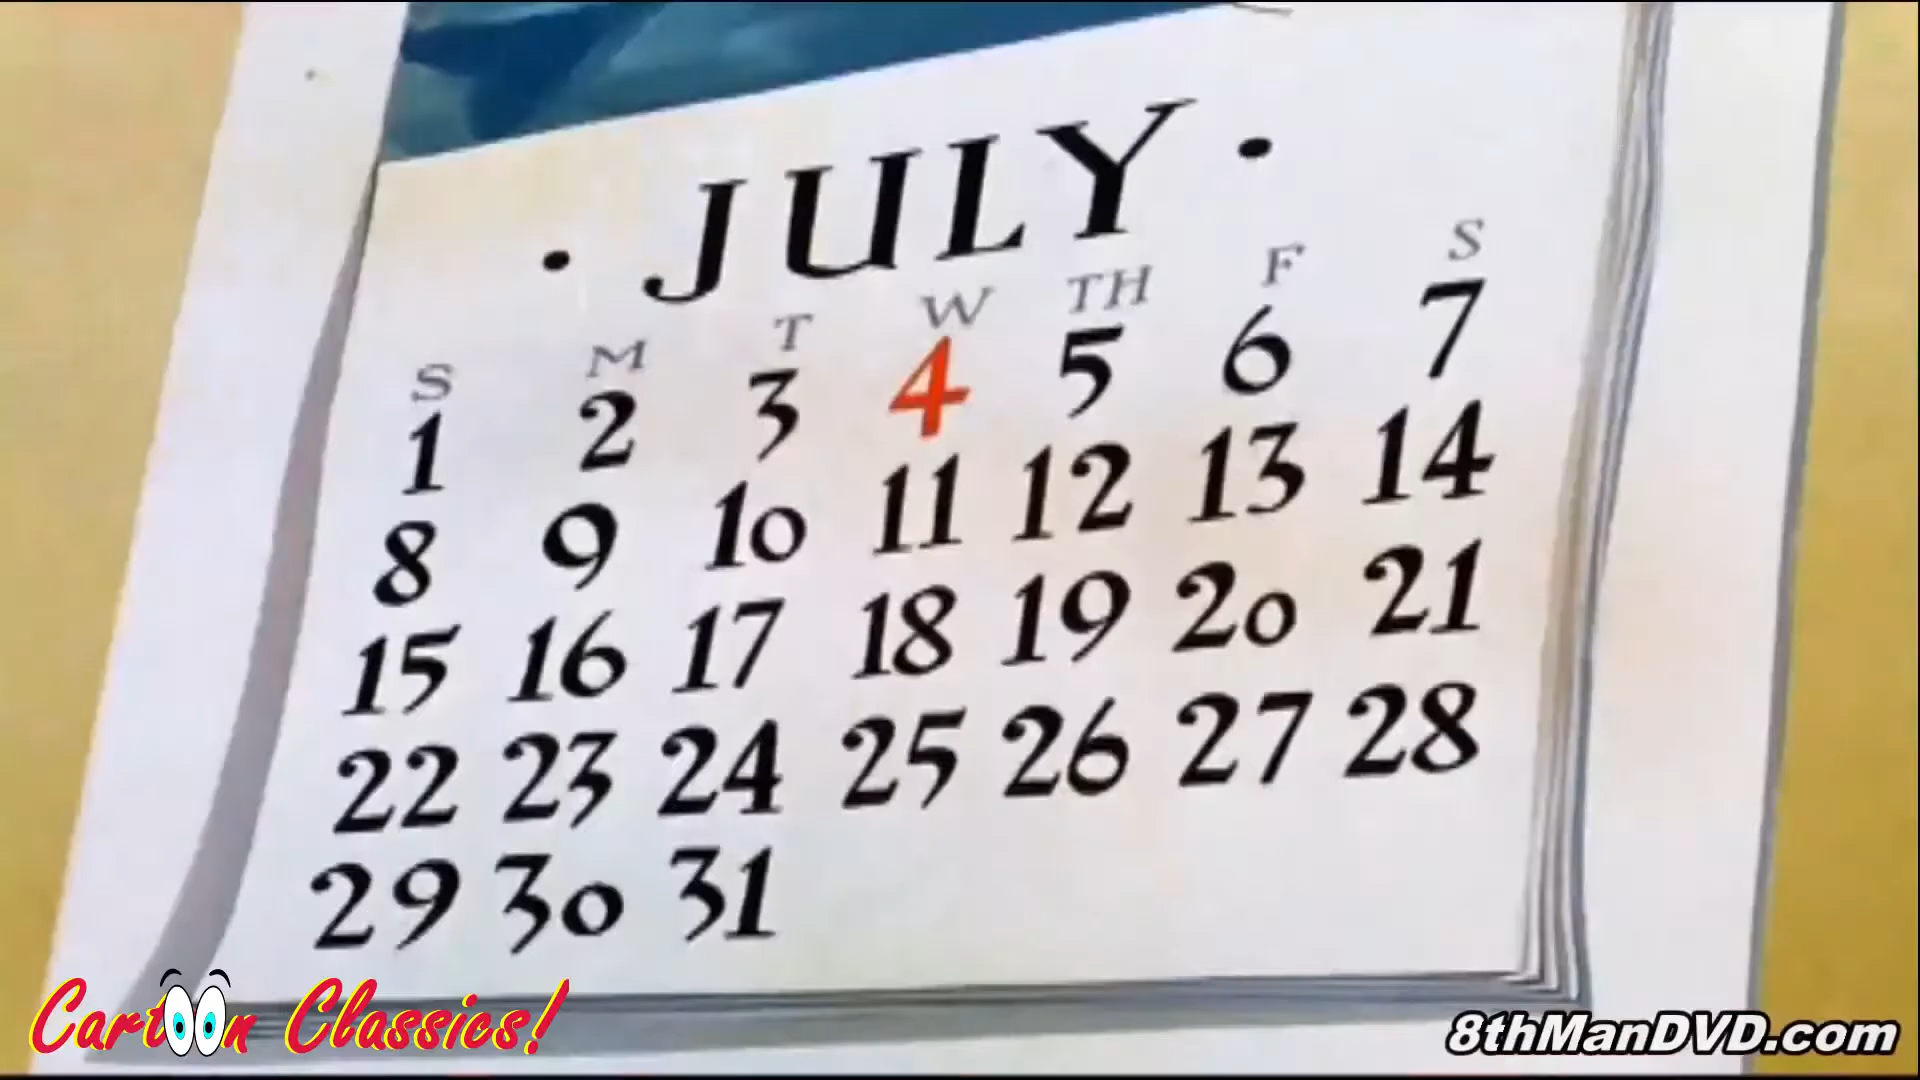 · JULY ·
S M T W TH F S
1 2 3 4 5 6 7
8 9 10 11 12 13 14
15 16 17 18 19 20 21
22 23 24 25 26 27 28
29 30 31
Cartoon Classics!
8thManDVD.com